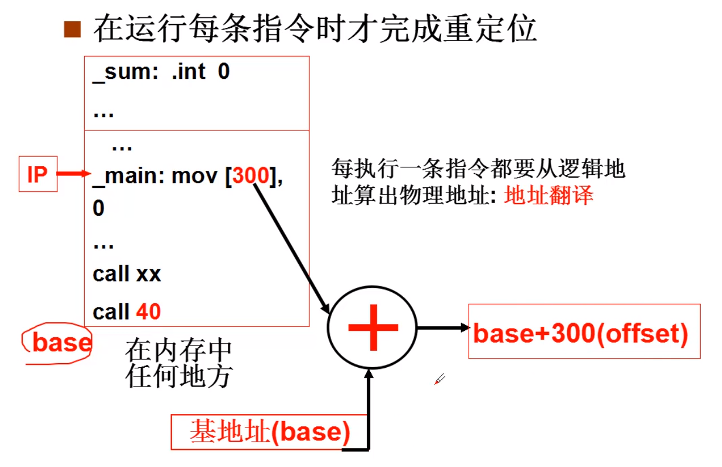 在运行每条指令时才完成重定位
_sum: .int 0
...
...
IP
_main: mov [300],
0
...
call xx
call 40
每执行一条指令都要从逻辑地
址算出物理地址: 地址翻译
base
在内存中
任何地方
+
base+300(offset)
基地址(base)